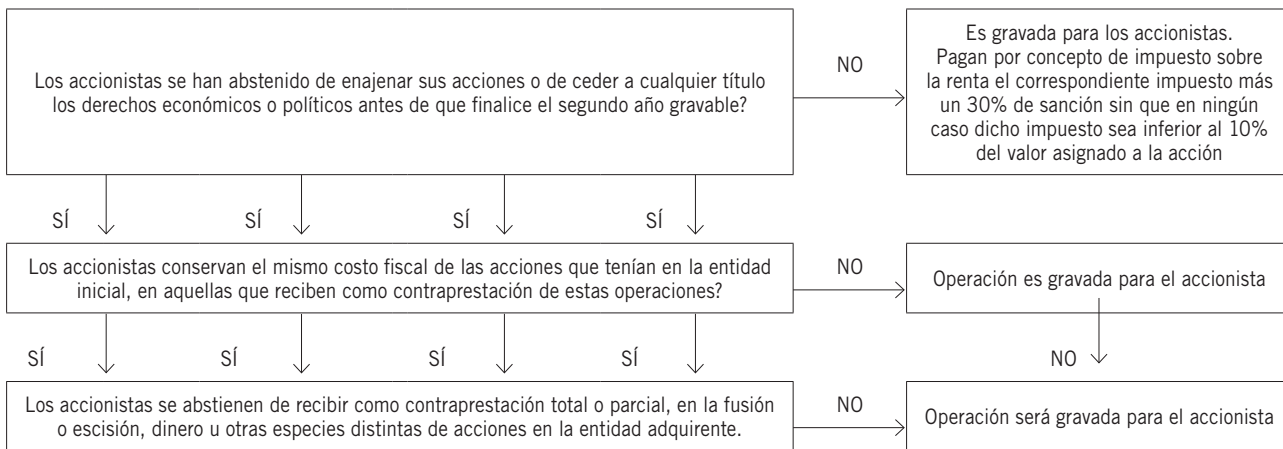 Los accionistas se han abstenido de enajenar sus acciones o de ceder a cualquier título
los derechos económicos o políticos antes de que finalice el segundo año gravable?
NO
Es gravada para los accionistas.
Pagan por concepto de impuesto sobre
la renta el correspondiente impuesto más
un 30% de sanción sin que en ningún
caso dicho impuesto sea inferior al 10%
del valor asignado a la acción
SÍ SÍ SÍ SÍ
Los accionistas conservan el mismo costo fiscal de las acciones que tenían en la entidad
inicial, en aquellas que reciben como contraprestación de estas operaciones?
NO
Operación es gravada para el accionista
SÍ SÍ SÍ SÍ
NO
Los accionistas se abstienen de recibir como contraprestación total o parcial, en la fusión
o escisión, dinero u otras especies distintas de acciones en la entidad adquirente.
NO
Operación será gravada para el accionista